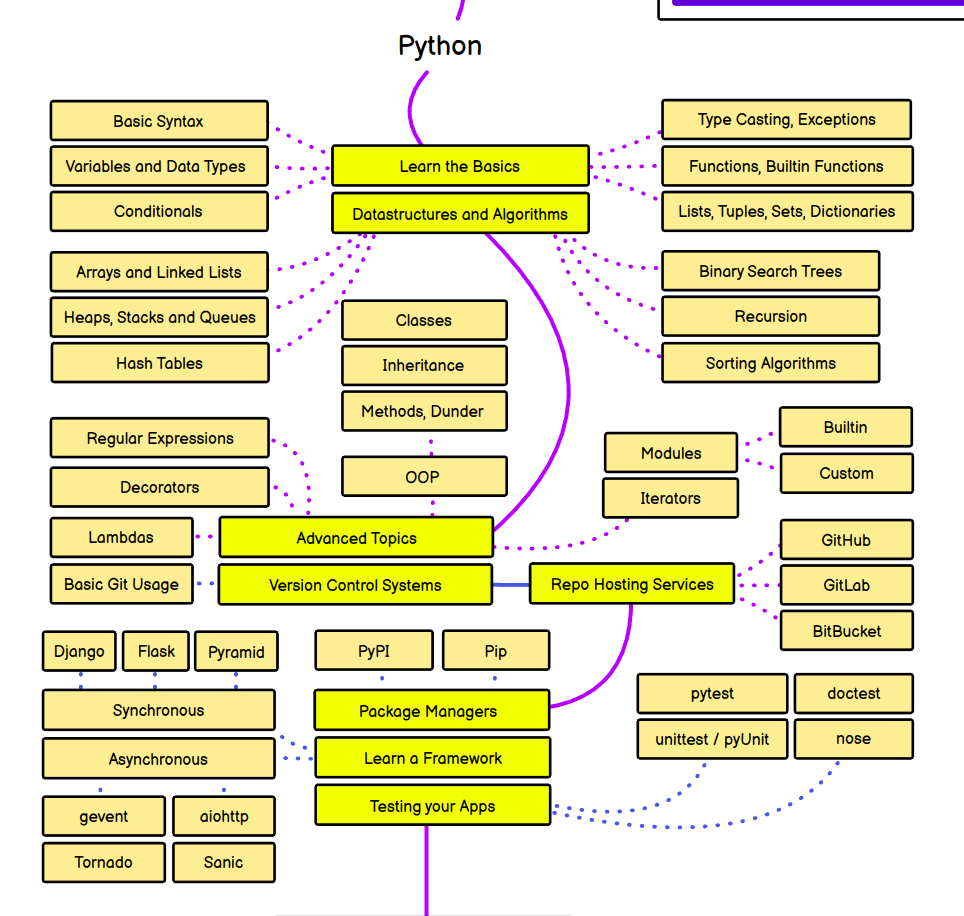 Python
Basic Syntax
Variables and Data Types
Conditionals
Learn the Basics
Datastructures and Algorithms
Type Casting, Exceptions
Functions, Builtin Functions
Lists, Tuples, Sets, Dictionaries
Arrays and Linked Lists
Heaps, Stacks and Queues
Hash Tables
Binary Search Trees
Recursion
Sorting Algorithms
Classes
Inheritance
Methods, Dunder
OOP
Regular Expressions
Decorators
Lambdas
Advanced Topics
Modules
Iterators
Builtin
Custom
Basic Git Usage
Version Control Systems
Repo Hosting Services
GitHub
GitLab
BitBucket
Django
Flask
Pyramid
Synchronous
Asynchronous
gevent
aiohttp
Tornado
Sanic
PyPI
Pip
Package Managers
Learn a Framework
Testing your Apps
pytest
doctest
unittest / pyUnit
nose